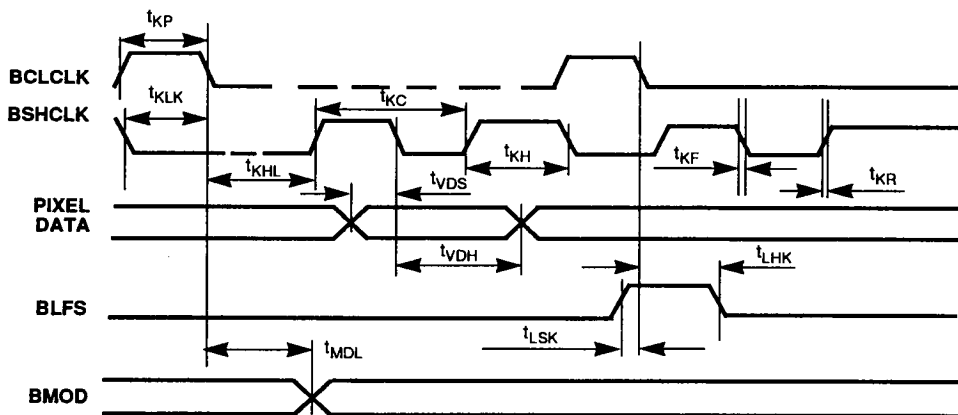 tKP
BCLCLK
tKLK
tKC
BSHCLK
tKHL
tVDS
tKH
tKF
tKR
PIXEL
DATA
tVDH
tLHK
BLFS
tLSK
tMDL
BMOD